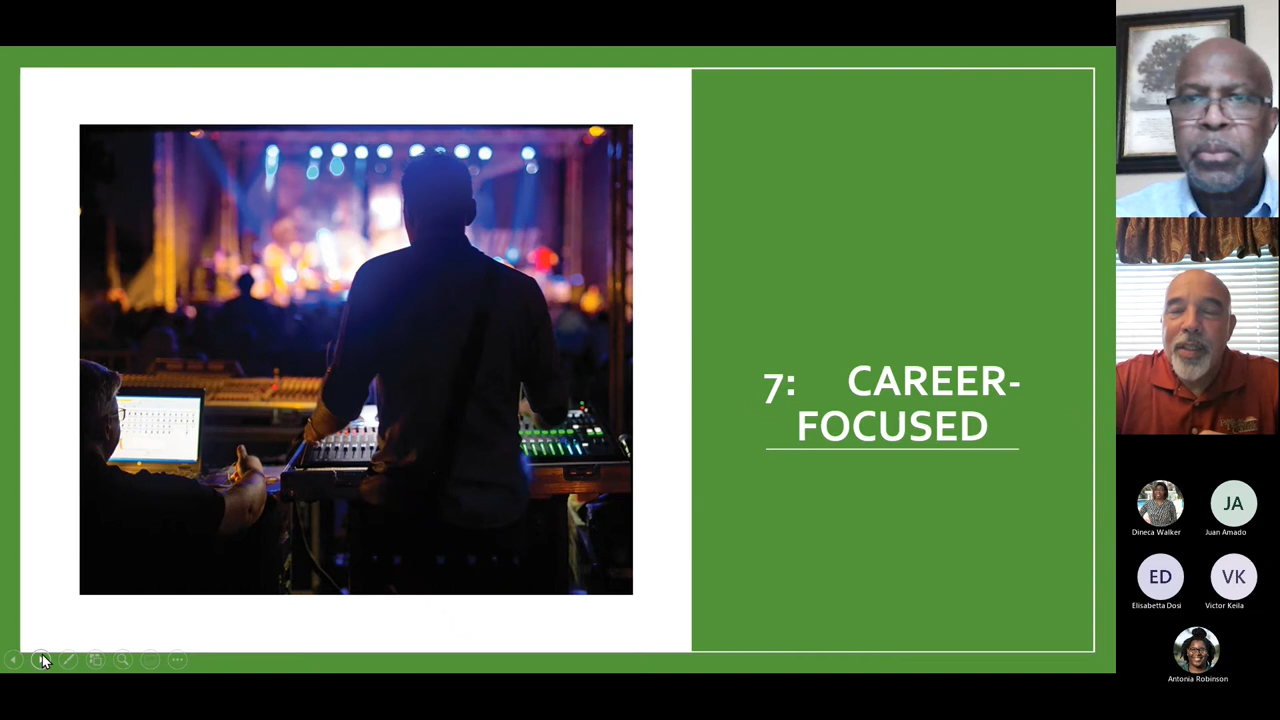 7: CAREER-
FOCUSED
Dineca Walker
JA
Juan Amado
ED
Elisabetta Dosi
VK
Victor Keila
Antonia Robinson